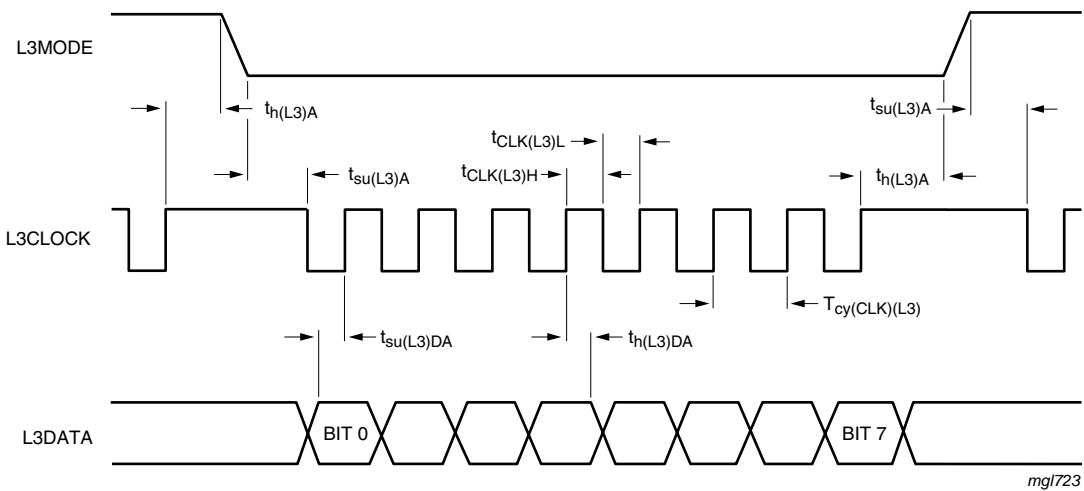 L3MODE
th(L3)A
tsu(L3)A
tCLK(L3)L
tsu(L3)A
tCLK(L3)H
th(L3)A
L3CLOCK
Tcy(CLK)(L3)
tsu(L3)DA
th(L3)DA
L3DATA
BIT 0
BIT 7
mgl723